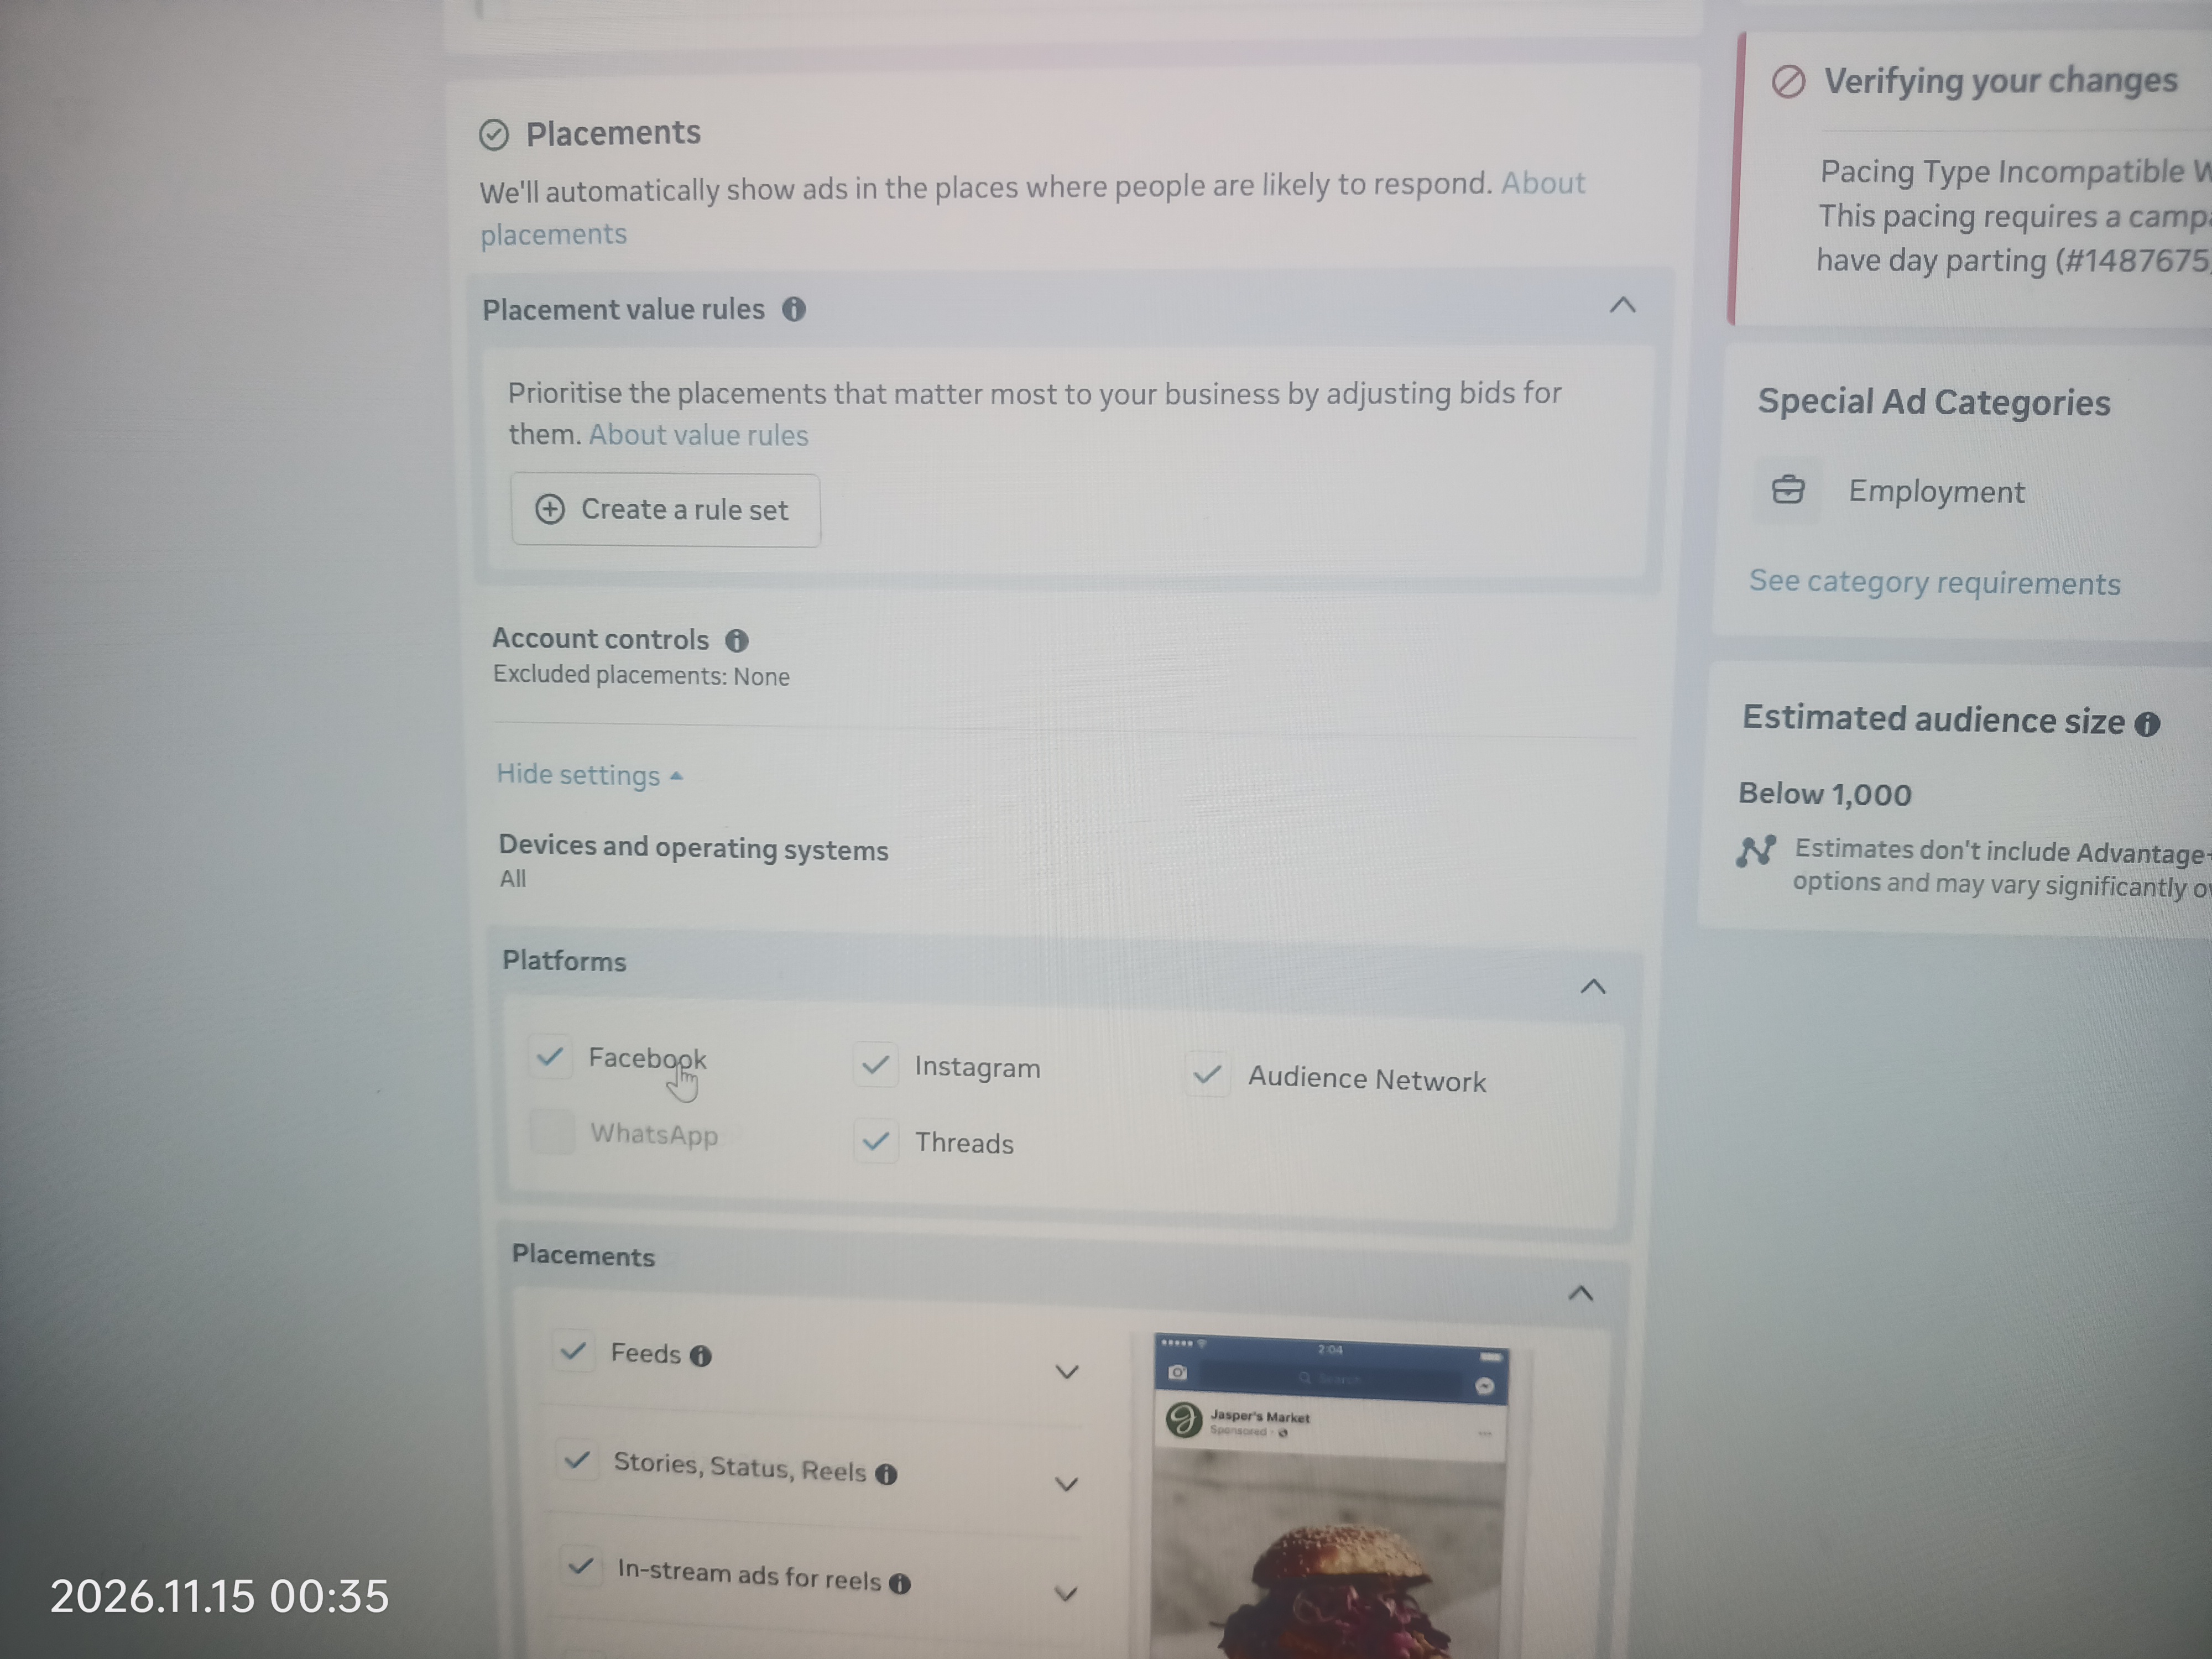 Placements
We'll automatically show ads in the places where people are likely to respond. About
placements
Placement value rules
Prioritise the placements that matter most to your business by adjusting bids for
them. About value rules
Create a rule set
Account controls
Excluded placements: None
Hide settings
Devices and operating systems
All
Platforms
Facebook
Instagram
Audience Network
WhatsApp
Threads
Placements
Feeds
Stories, Status, Reels
In-stream ads for reels
2:04
Search
Jasper's Market
Sponsored
Verifying your changes
Pacing Type Incompatible
This pacing requires a
have day parting (#1487675
Special Ad Categories
Employment
See category requirements
Estimated audience size
Below 1,000
Estimates don't include Advantage+
options and may vary significantly
2026.11.15 00:35